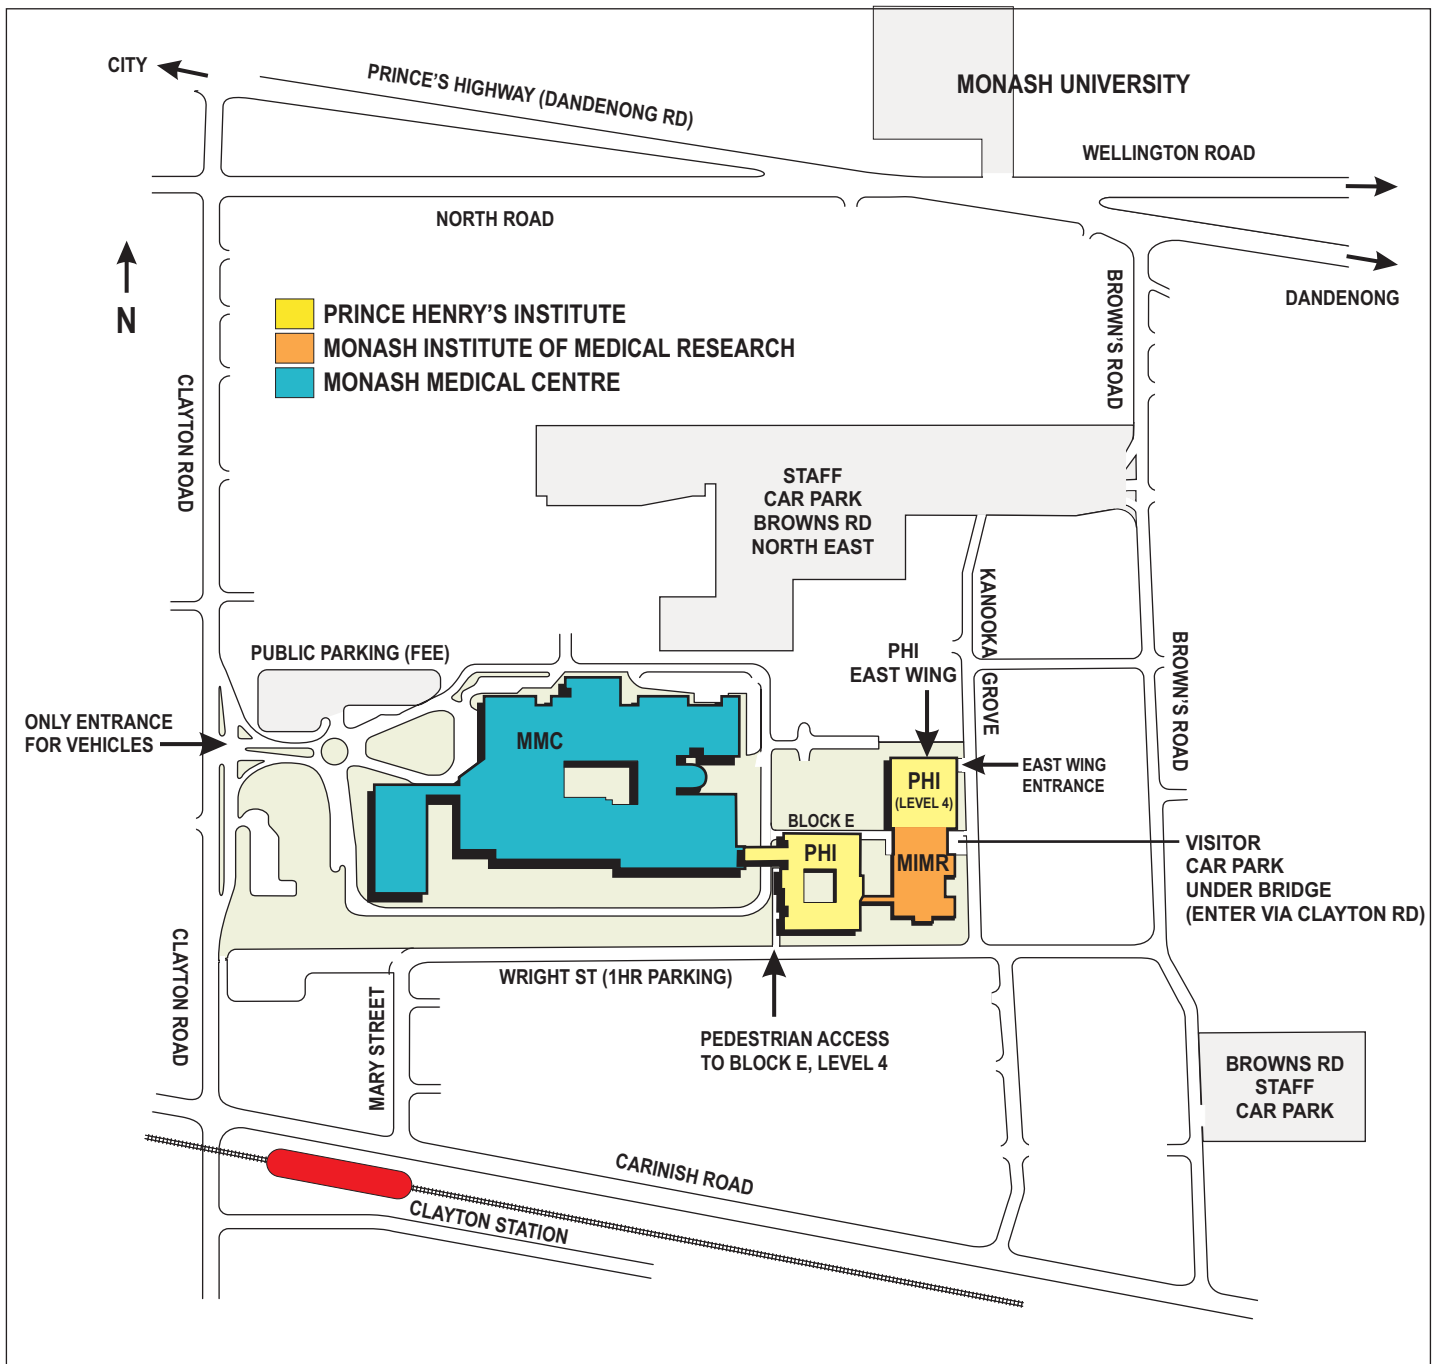 CITY
PRINCE'S HIGHWAY (DANDENONG RD)
MONASH UNIVERSITY
WELLINGTON ROAD
NORTH ROAD
N
DANDENONG
BROWN'S ROAD
PRINCE HENRY'S INSTITUTE
MONASH INSTITUTE OF MEDICAL RESEARCH
MONASH MEDICAL CENTRE
CLAYTON ROAD
STAFF
CAR PARK
BROWNS RD
NORTH EAST
KANOOKA GROVE
BROWN'S ROAD
PUBLIC PARKING (FEE)
PHI
EAST WING
ONLY ENTRANCE
FOR VEHICLES
MMC
EAST WING
ENTRANCE
PHI
(LEVEL 4)
BLOCK E
PHI
MIMR
VISITOR
CAR PARK
UNDER BRIDGE
(ENTER VIA CLAYTON RD)
CLAYTON ROAD
WRIGHT ST (1HR PARKING)
MARY STREET
PEDESTRIAN ACCESS
TO BLOCK E, LEVEL 4
BROWNS RD
STAFF
CAR PARK
CARINISH ROAD
CLAYTON STATION